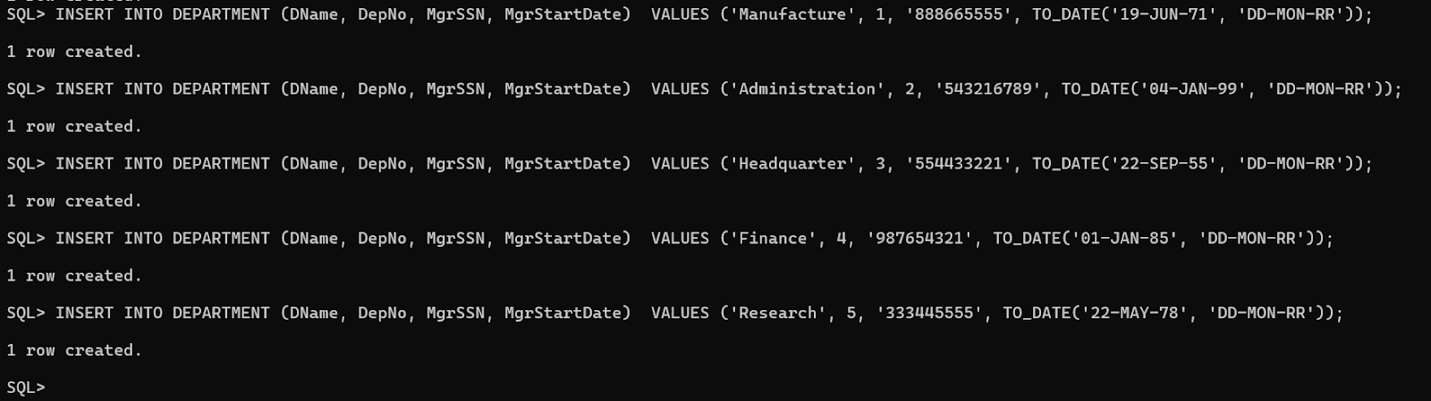 1 row created.
SQL> INSERT INTO DEPARTMENT (DName, DepNo, MgrSSN, MgrStartDate)  VALUES ('Manufacture', 1, '888665555', TO_DATE('19-JUN-71', 'DD-MON-RR'));
1 row created.
SQL> INSERT INTO DEPARTMENT (DName, DepNo, MgrSSN, MgrStartDate)  VALUES ('Administration', 2, '543216789', TO_DATE('04-JAN-99', 'DD-MON-RR'));
1 row created.
SQL> INSERT INTO DEPARTMENT (DName, DepNo, MgrSSN, MgrStartDate)  VALUES ('Headquarter', 3, '554433221', TO_DATE('22-SEP-55', 'DD-MON-RR'));
1 row created.
SQL> INSERT INTO DEPARTMENT (DName, DepNo, MgrSSN, MgrStartDate)  VALUES ('Finance', 4, '987654321', TO_DATE('01-JAN-85', 'DD-MON-RR'));
1 row created.
SQL> INSERT INTO DEPARTMENT (DName, DepNo, MgrSSN, MgrStartDate)  VALUES ('Research', 5, '333445555', TO_DATE('22-MAY-78', 'DD-MON-RR'));
1 row created.
SQL>